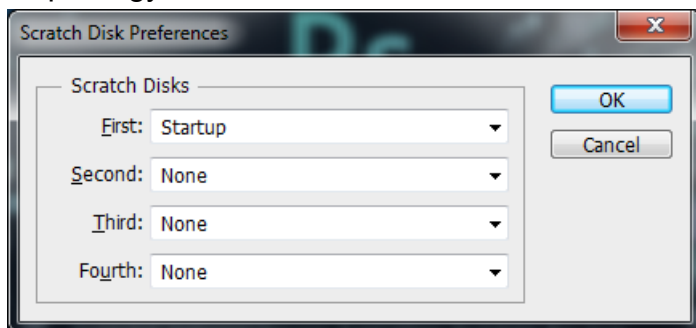 Scratch Disk Preferences
Scratch Disks
First: Startup
Second: None
Third: None
Fourth: None
OK
Cancel